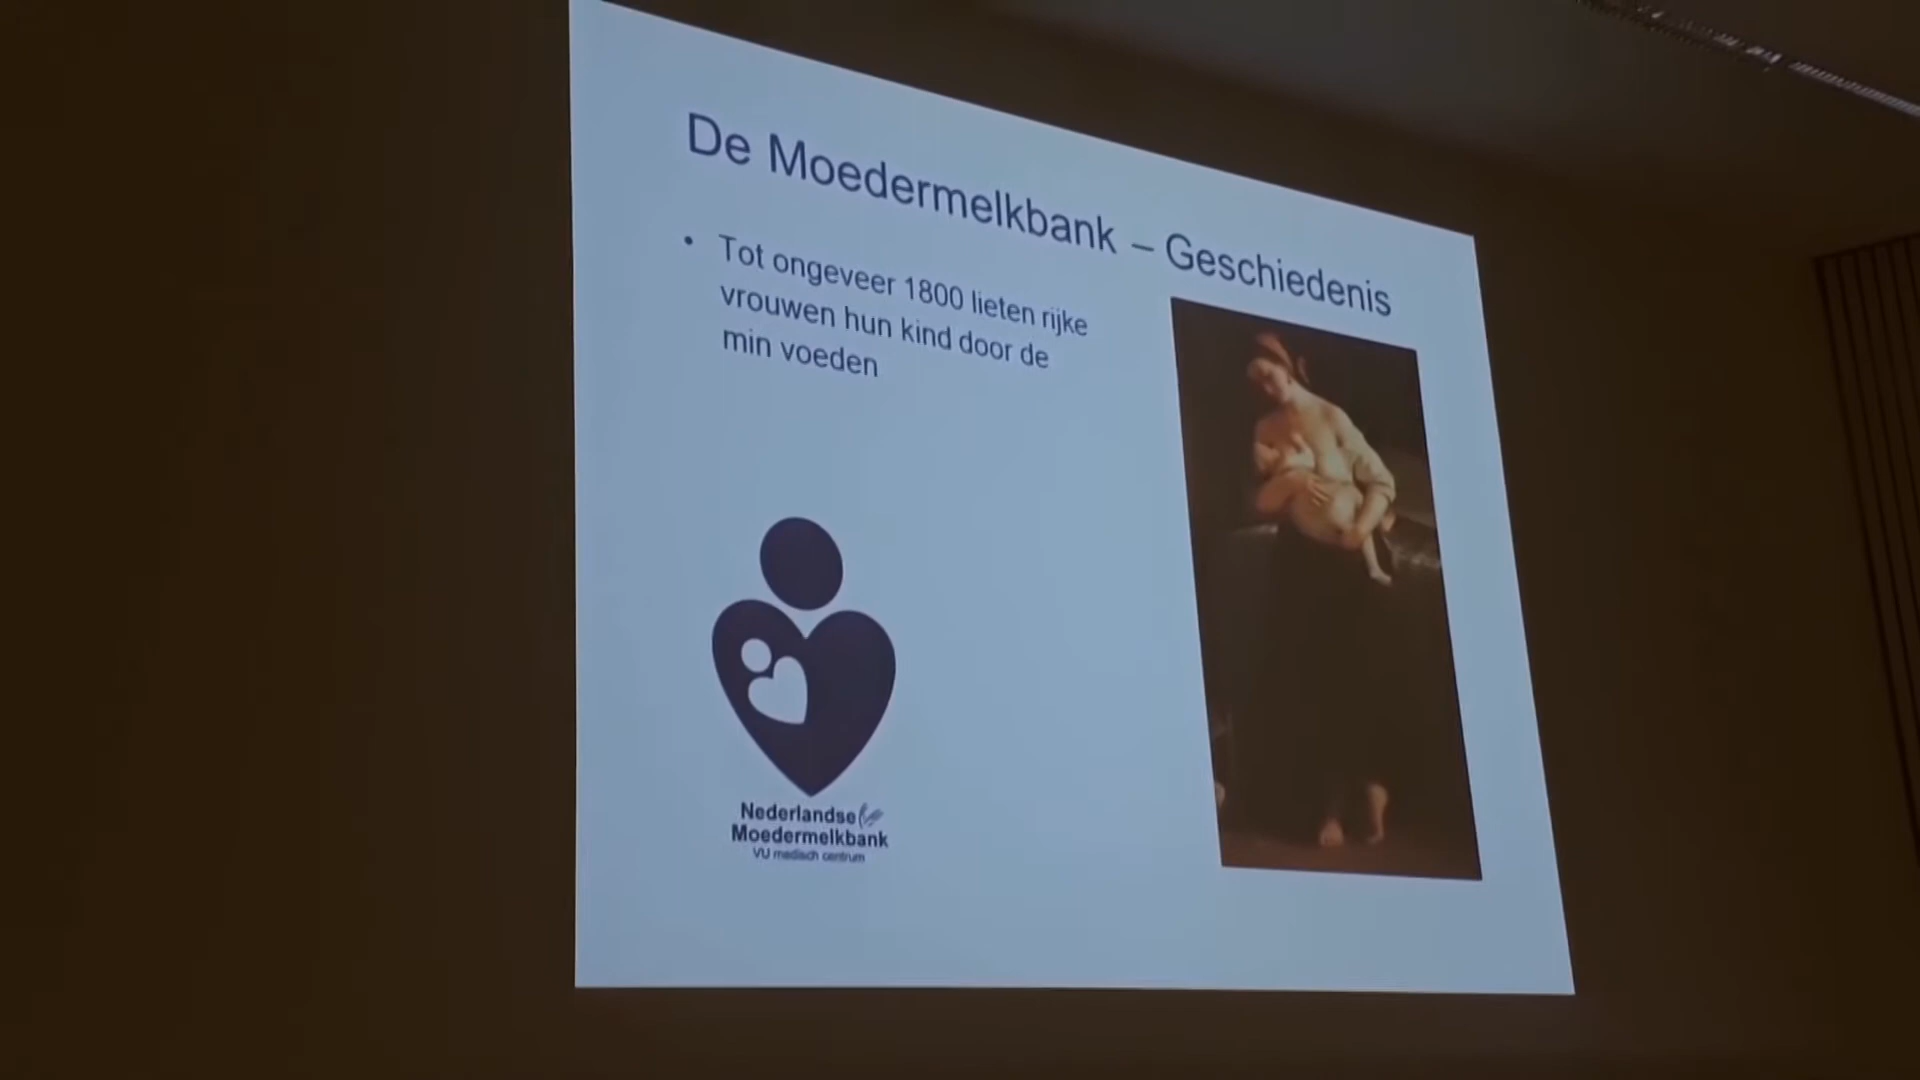 De Moedermelkbank – Geschiedenis
• Tot ongeveer 1800 lieten rijke
vrouwen hun kind door de
min voeden
Nederlandse
Moedermelkbank
VU medisch centrum